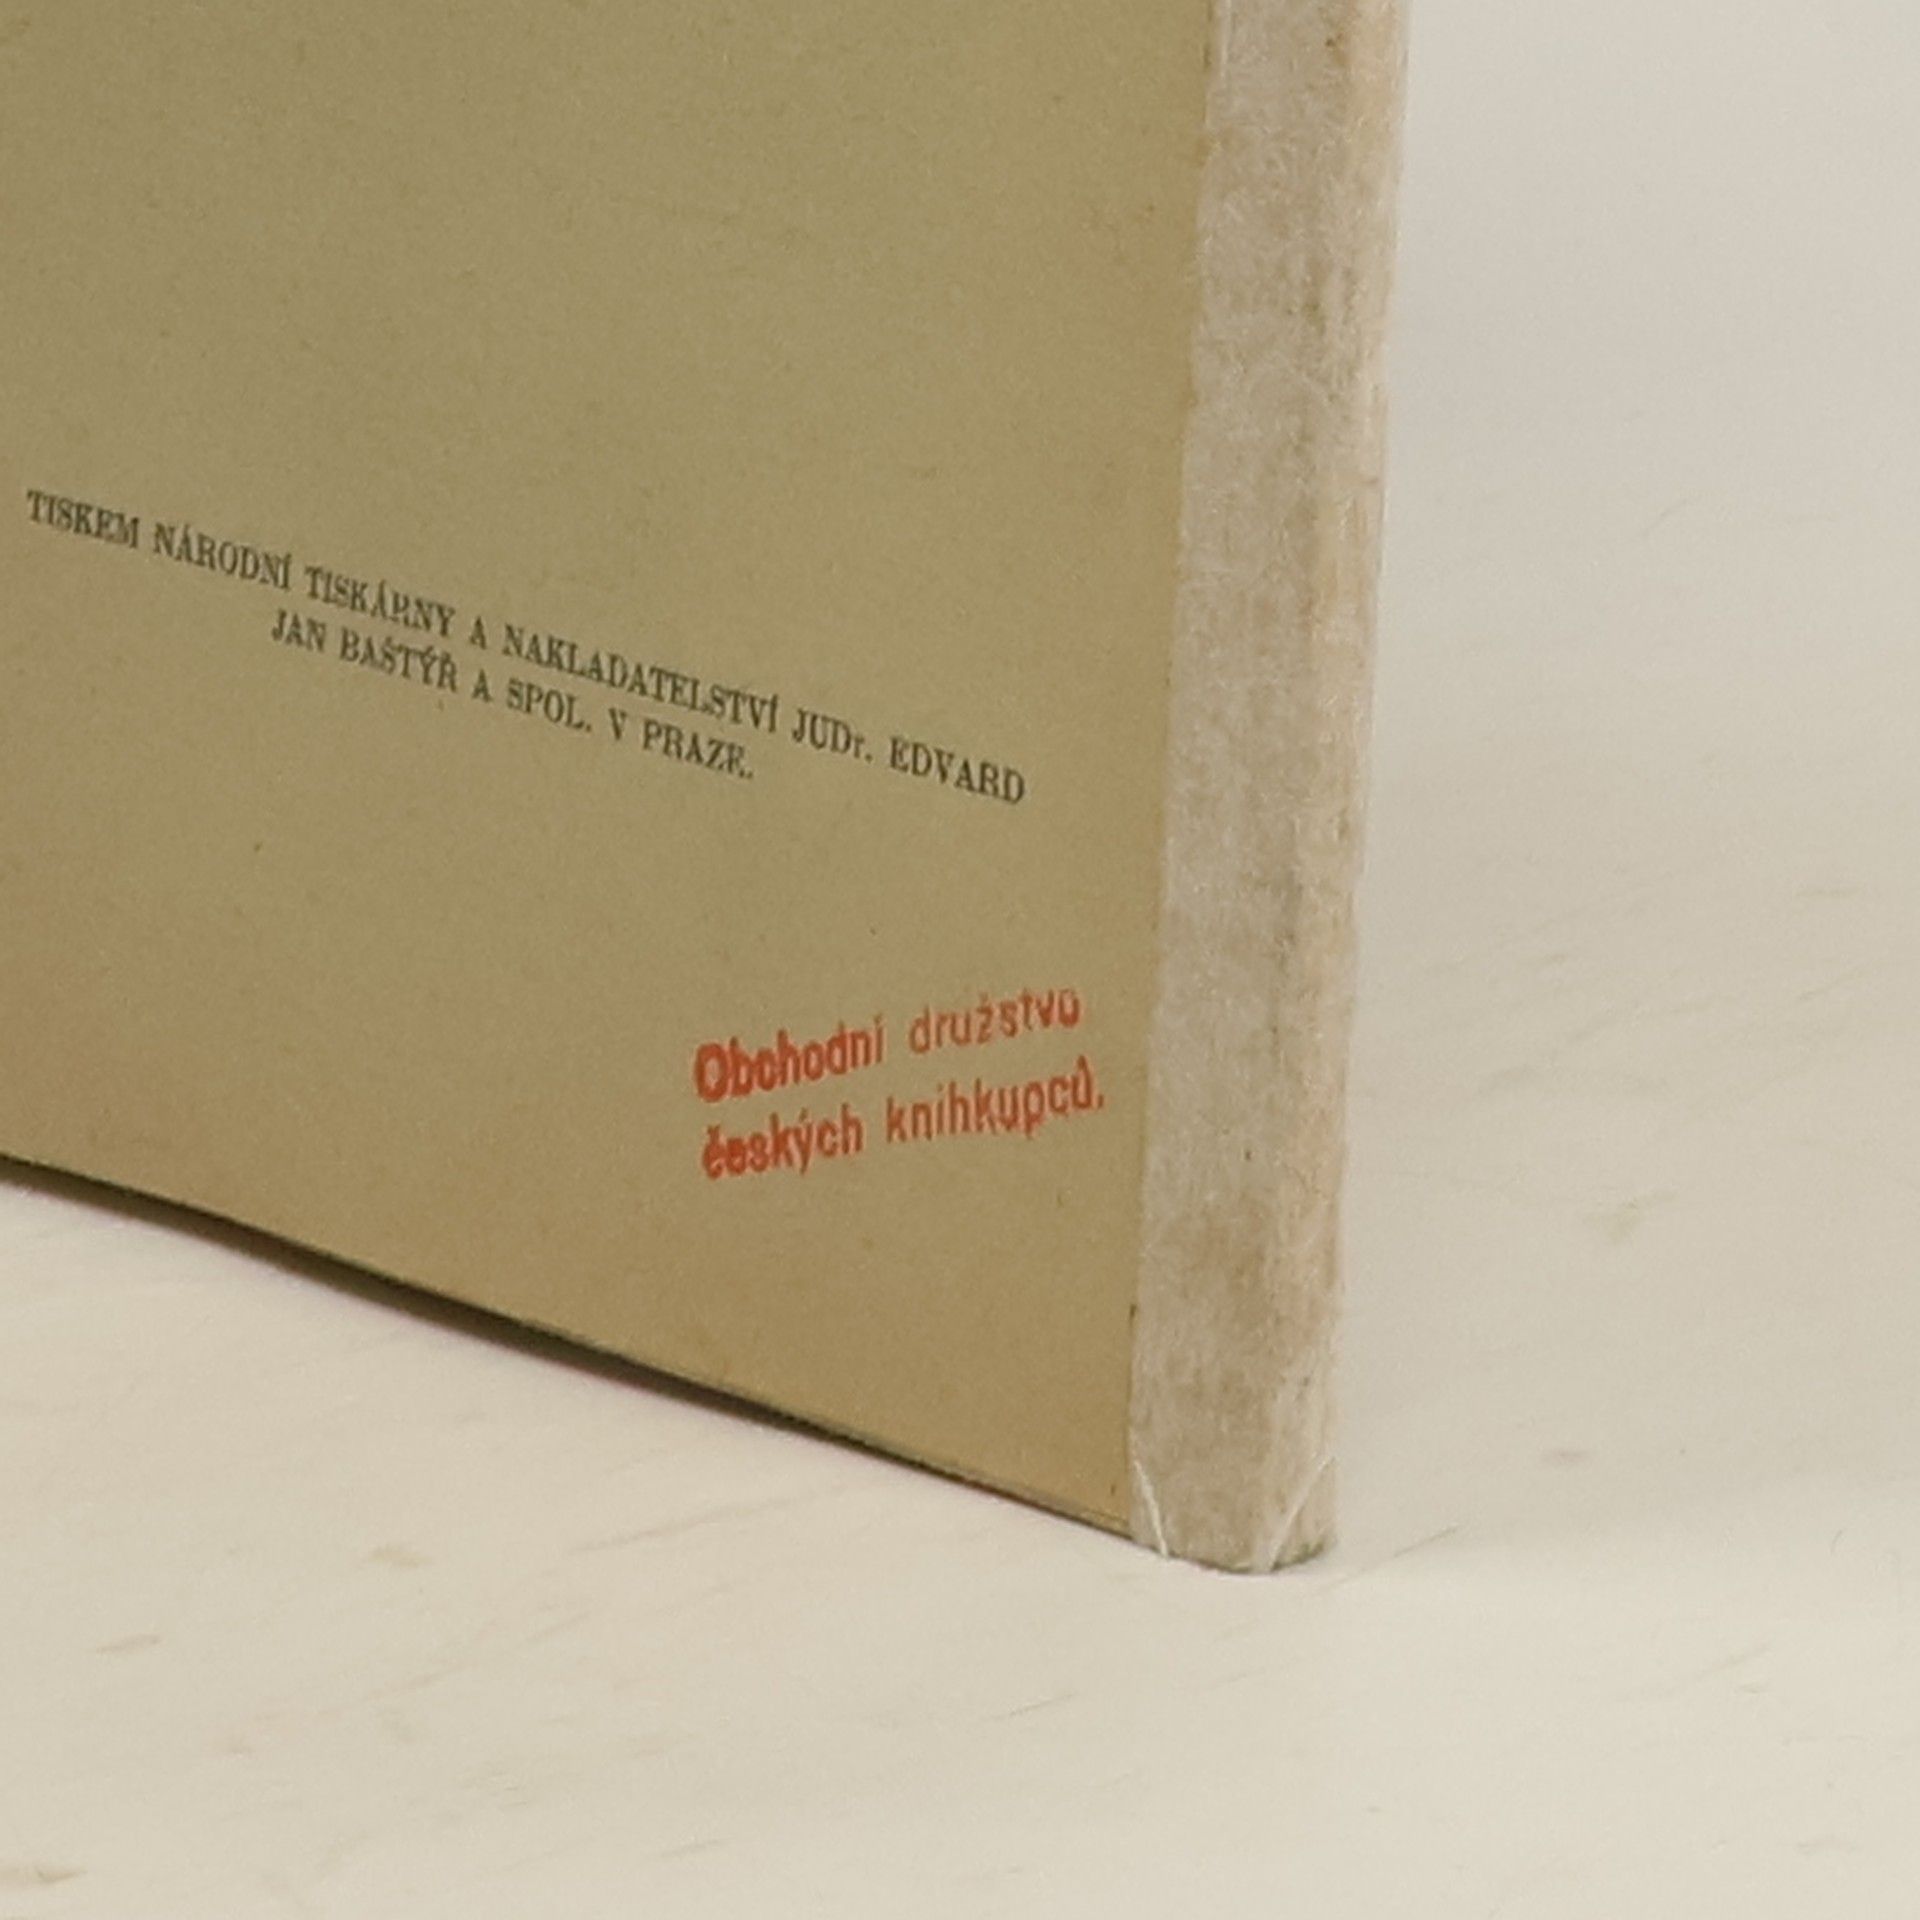 TISKEM NÁRODNÍ TISKÁRNY A NAKLADATELSTVÍ JUDr. EDVARD
JAN BAŠTÝŘ A SPOL. V PRAZE.
Obchodní družstvo
českých knihkupců.